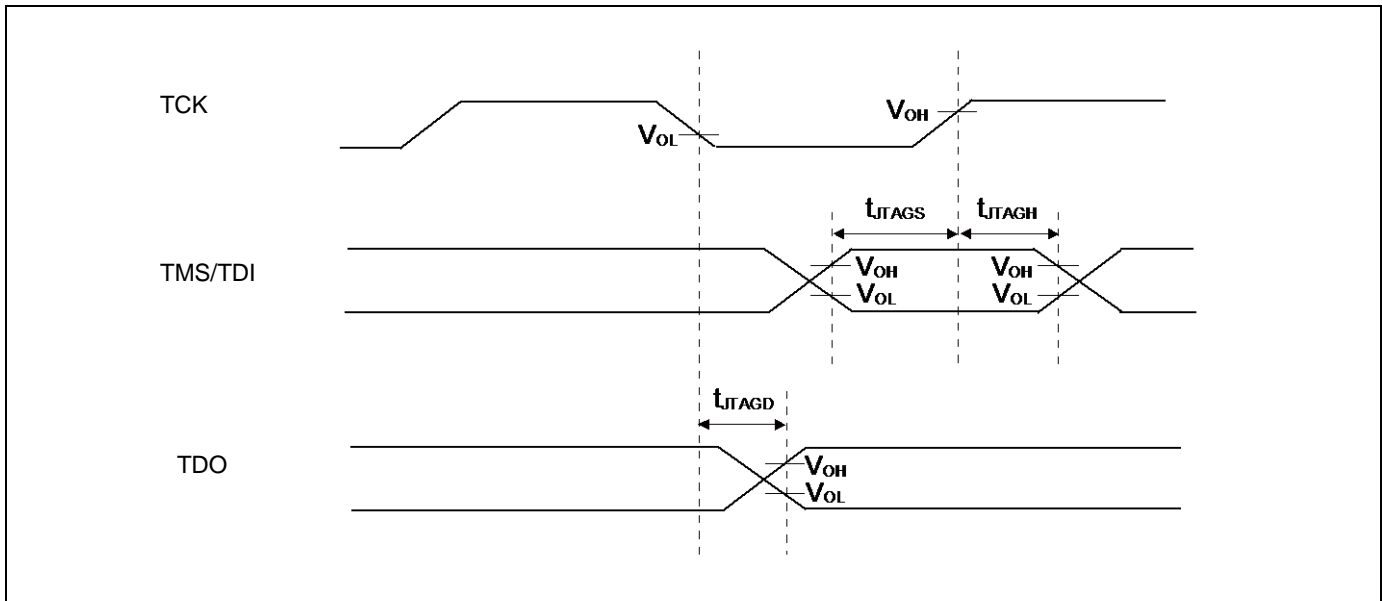 TCK
VOL
VOH
tJTAGS
tJTAGH
TMS/TDI
VOH
VOL
VOH
VOL
tJTAGD
TDO
VOH
VOL